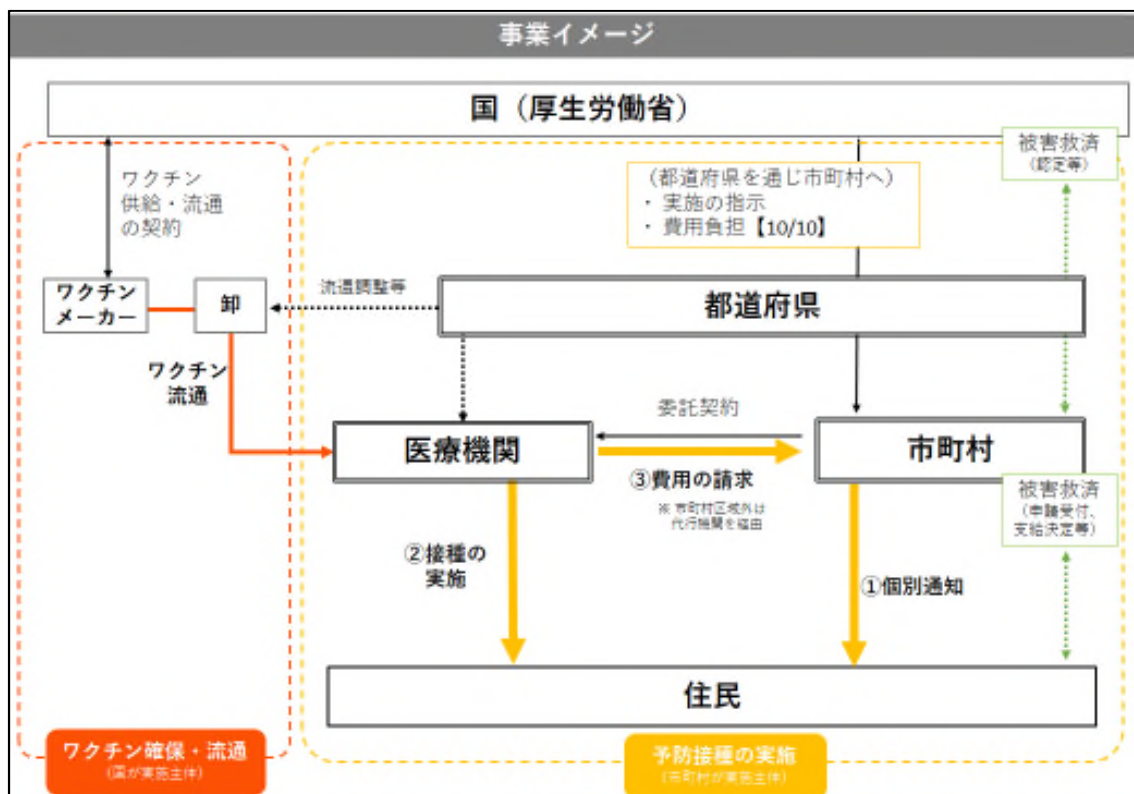 事業イメージ
国（厚生労働省）
ワクチン
供給・流通
の契約
（都道府県を通じ市町村へ）
・ 実施の指示
・ 費用負担【10/10】
被害救済
（認定等）
ワクチン
メーカー
卸
流通調整等
都道府県
ワクチン
流通
医療機関
委託契約
市町村
③費用の請求
※ 市町村区域外は
代行機関を経由
被害救済
（申請受付、
支給決定等）
②接種の
実施
①個別通知
住民
ワクチン確保・流通
（国が実施主体）
予防接種の実施
（市町村が実施主体）